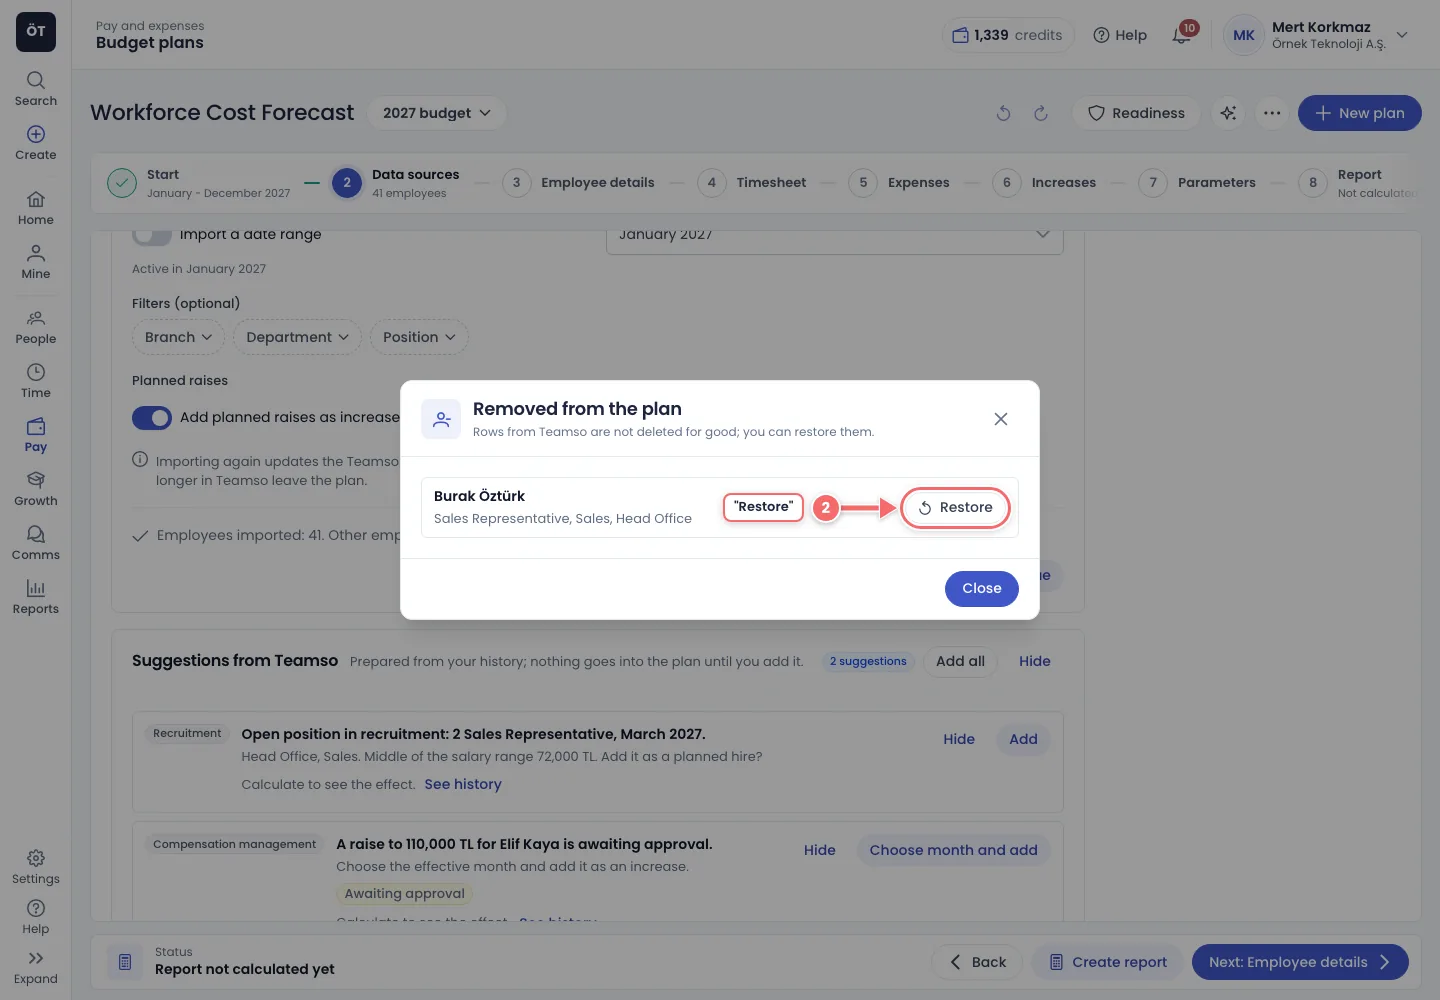 ÖT
Search
Create
Home
Mine
People
Time
Pay
Growth
Comms
Reports
Settings
Help
Expand
Pay and expenses
Budget plans
1,339 credits
Help
10
MK
Mert Korkmaz
Örnek Teknoloji A.Ş.
Workforce Cost Forecast
2027 budget
Readiness
New plan
Start
January - December 2027
2
Data sources
41 employees
3
Employee details
4
Timesheet
5
Expenses
6
Increases
7
Parameters
8
Report
Not calculated
Import a date range
January 2027
Active in January 2027
Filters (optional)
Branch
Department
Position
Planned raises
Add planned raises as increase
Importing again updates the Teamso
longer in Teamso leave the plan.
Employees imported: 41. Other emp
Removed from the plan
Rows from Teamso are not deleted for good; you can restore them.
Burak Öztürk
Sales Representative, Sales, Head Office
"Restore"
2
Restore
Close
Suggestions from Teamso
Prepared from your history; nothing goes into the plan until you add it.
2 suggestions
Add all
Hide
Recruitment
Open position in recruitment: 2 Sales Representative, March 2027.
Head Office, Sales. Middle of the salary range 72,000 TL. Add it as a planned hire?
Calculate to see the effect. See history
Hide
Add
Compensation management
A raise to 110,000 TL for Elif Kaya is awaiting approval.
Choose the effective month and add it as an increase.
Awaiting approval
Calculate to see the effect. See history
Hide
Choose month and add
Status
Report not calculated yet
Back
Create report
Next: Employee details